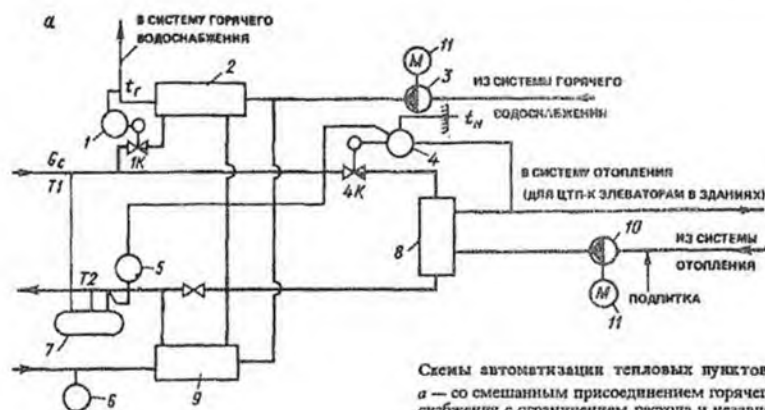 а
В СИСТЕМУ ГОРЯЧЕГО
ВОДОСНАБЖЕНИЯ
11
М
2
3
tг
ИЗ СИСТЕМЫ ГОРЯЧЕГО
ВОДОСНАБЖЕНИЯ
1
1К
tн
4
Gс
Т1
4К
В СИСТЕМУ ОТОПЛЕНИЯ
(ДЛЯ ЦТП-К ЭЛЕВАТОРАМ В ЗДАНИЯХ)
8
10
ИЗ СИСТЕМЫ
ОТОПЛЕНИЯ
5
Т2
М
ПОДПИТКА
11
7
6
9
Схемы автоматизации тепловых пунктов
а — со смешанным присоединением горячег